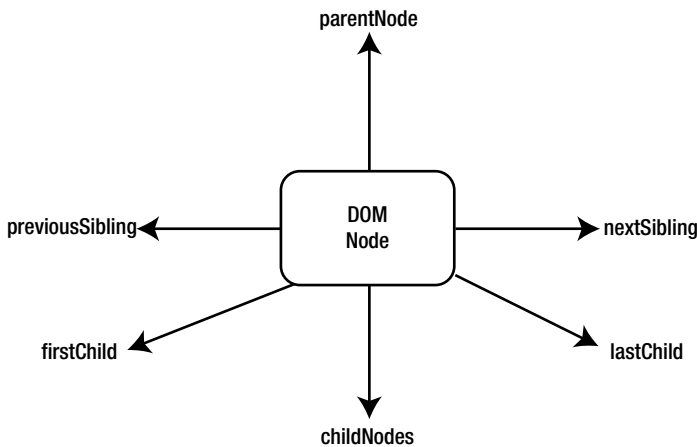 parentNode
DOM
Node
previousSibling
nextSibling
firstChild
lastChild
childNodes